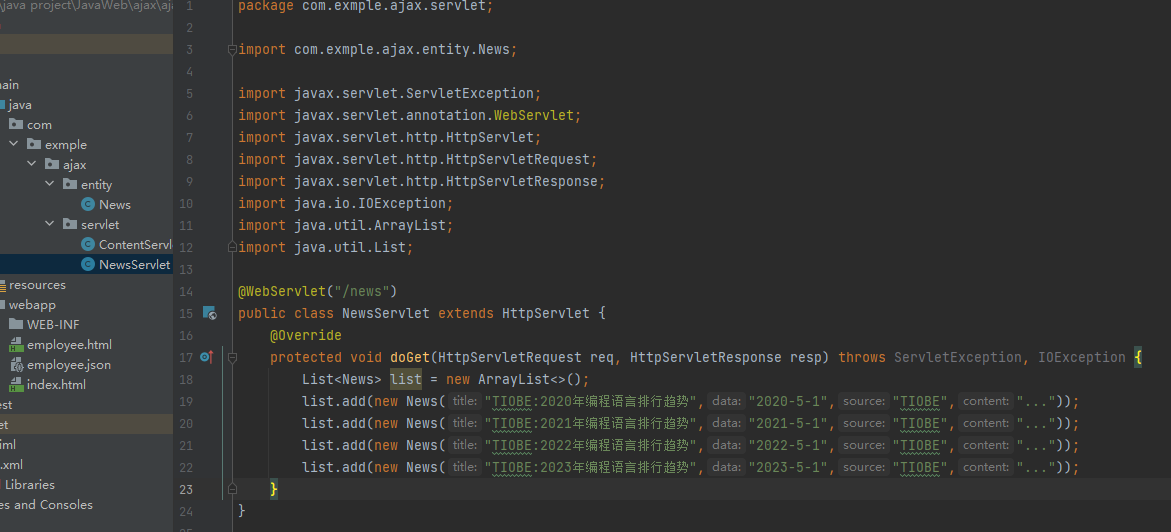 \java project\JavaWeb\ajax\aja
ain
java
com
exmple
ajax
entity
News
servlet
ContentServl
NewsServlet
resources
webapp
WEB-INF
employee.html
employee.json
index.html
est
et
iml
.xml
Libraries
es and Consoles
1 package com.exmple.ajax.servlet;
2
3 import com.exmple.ajax.entity.News;
4
5 import javax.servlet.ServletException;
6 import javax.servlet.annotation.WebServlet;
7 import javax.servlet.http.HttpServlet;
8 import javax.servlet.http.HttpServletRequest;
9 import javax.servlet.http.HttpServletResponse;
10 import java.io.IOException;
11 import java.util.ArrayList;
12 import java.util.List;
13
14 @WebServlet("/news")
15 public class NewsServlet extends HttpServlet {
16 @Override
17 protected void doGet(HttpServletRequest req, HttpServletResponse resp) throws ServletException, IOException {
18 List<News> list = new ArrayList<>();
19 list.add(new News( title: "TIOBE:2020年编程语言排行趋势", data: "2020-5-1", source: "TIOBE", content: "..."));
20 list.add(new News( title: "TIOBE:2021年编程语言排行趋势", data: "2021-5-1", source: "TIOBE", content: "..."));
21 list.add(new News( title: "TIOBE:2022年编程语言排行趋势", data: "2022-5-1", source: "TIOBE", content: "..."));
22 list.add(new News( title: "TIOBE:2023年编程语言排行趋势", data: "2023-5-1", source: "TIOBE", content: "..."));
23 }
24 }